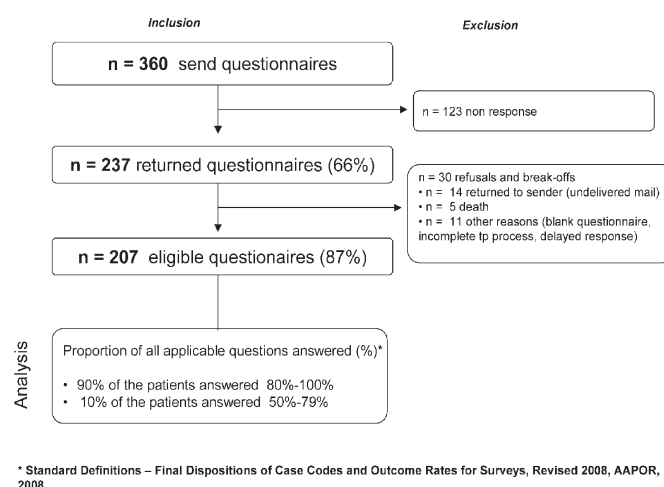 Inclusion
Exclusion
n = 360 send questionnaires
n = 123 non response
n = 237 returned questionnaires (66%)
n = 30 refusals and break-offs
• n = 14 returned to sender (undelivered mail)
• n = 5 death
• n = 11 other reasons (blank questionnaire,
incomplete tp process, delayed response)
n = 207 eligible questionaires (87%)
Analysis
Proportion of all applicable questions answered (%)*
• 90% of the patients answered 80%-100%
• 10% of the patients answered 50%-79%
* Standard Definitions – Final Dispositions of Case Codes and Outcome Rates for Surveys, Revised 2008, AAPOR,
2008